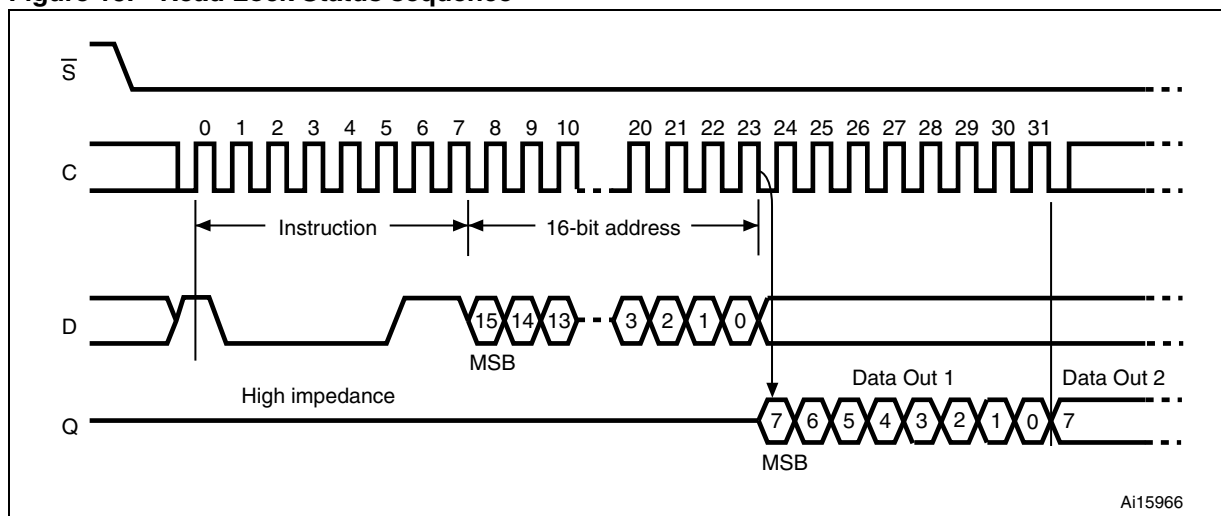 Figure 18. Read Lock Status sequence
S
0 1 2 3 4 5 6 7 8 9 10 20 21 22 23 24 25 26 27 28 29 30 31
C
Instruction 16-bit address
D
15 14 13 3 2 1 0
MSB
High impedance Data Out 1 Data Out 2
Q
7 6 5 4 3 2 1 0 7
MSB
Ai15966